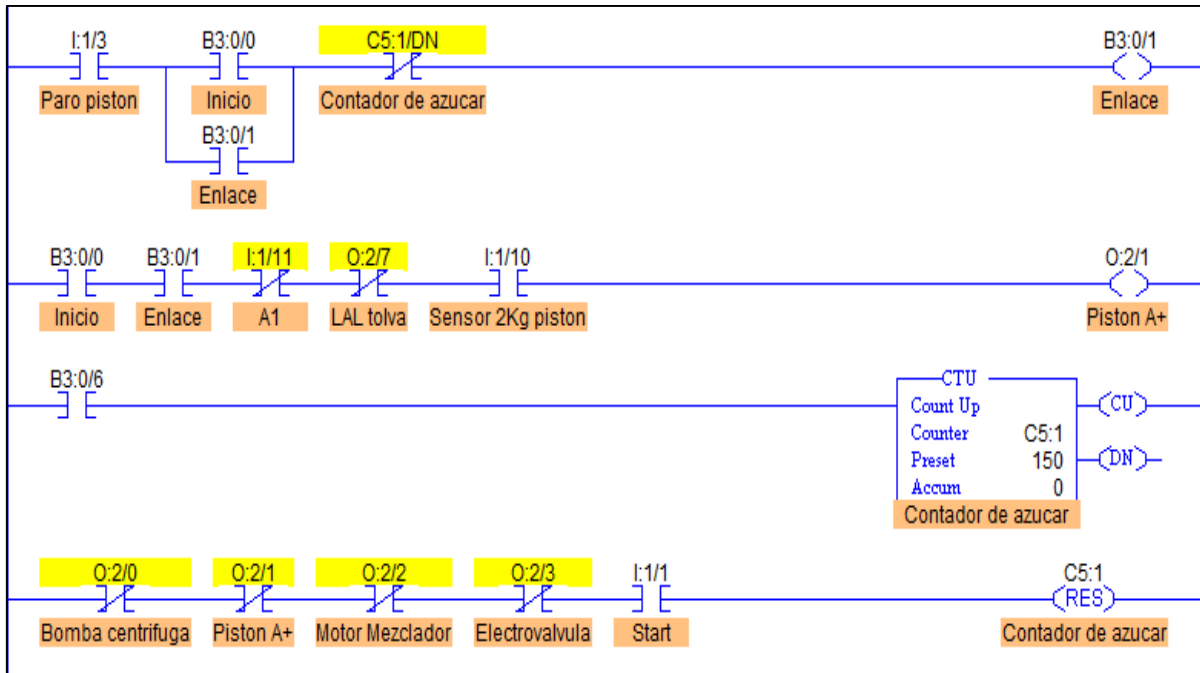 I:1/3 B3:0/0 C5:1/DN B3:0/1
Paro piston Inicio Contador de azucar Enlace
B3:0/1
Enlace
B3:0/0 B3:0/1 I:1/11 O:2/7 I:1/10 O:2/1
Inicio Enlace A1 LAL tolva Sensor 2Kg piston Piston A+
B3:0/6
CTU
Count Up CU
Counter C5:1
Preset 150 DN
Accum 0
Contador de azucar
O:2/0 O:2/1 O:2/2 O:2/3 I:1/1 C5:1
RES
Bomba centrifuga Piston A+ Motor Mezclador Electrovalvula Start Contador de azucar